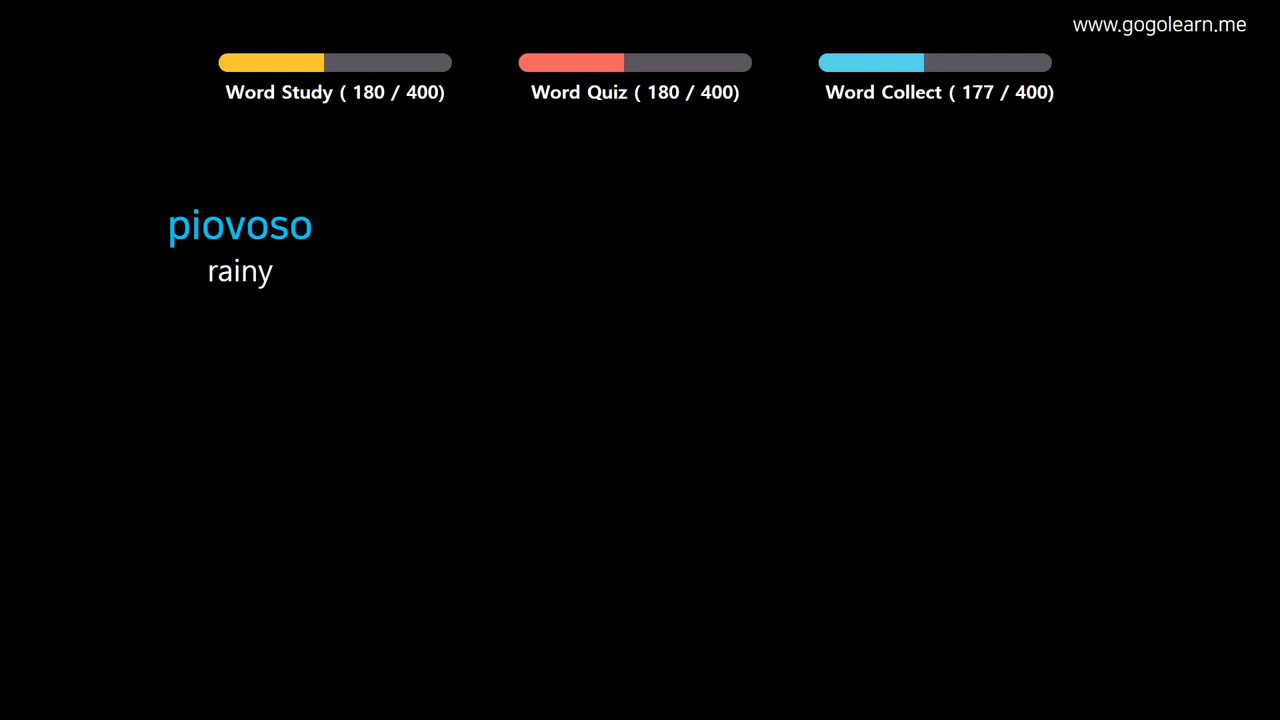 www.gogolearn.me
Word Study ( 180 / 400)
Word Quiz ( 180 / 400)
Word Collect ( 177 / 400)
piovoso
rainy